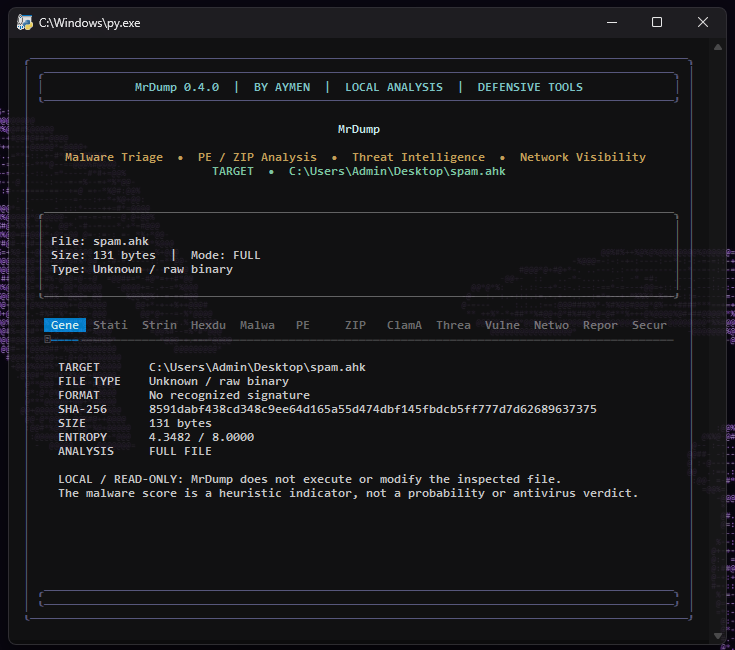 C:\Windows\py.exe
MrDump 0.4.0 | BY AYMEN | LOCAL ANALYSIS | DEFENSIVE TOOLS
MrDump
Malware Triage • PE / ZIP Analysis • Threat Intelligence • Network Visibility
TARGET • C:\Users\Admin\Desktop\spam.ahk
File: spam.ahk
Size: 131 bytes | Mode: FULL
Type: Unknown / raw binary
Gene Stati Strin Hexdu Malwa PE ZIP ClamA Threa Vulne Netwo Repor Secur
TARGET C:\Users\Admin\Desktop\spam.ahk
FILE TYPE Unknown / raw binary
FORMAT No recognized signature
SHA-256 8591dabf438cd348c9ee64d165a55d474dbf145fbdcb5ff777d7d62689637375
SIZE 131 bytes
ENTROPY 4.3482 / 8.0000
ANALYSIS FULL FILE
LOCAL / READ-ONLY: MrDump does not execute or modify the inspected file.
The malware score is a heuristic indicator, not a probability or antivirus verdict.